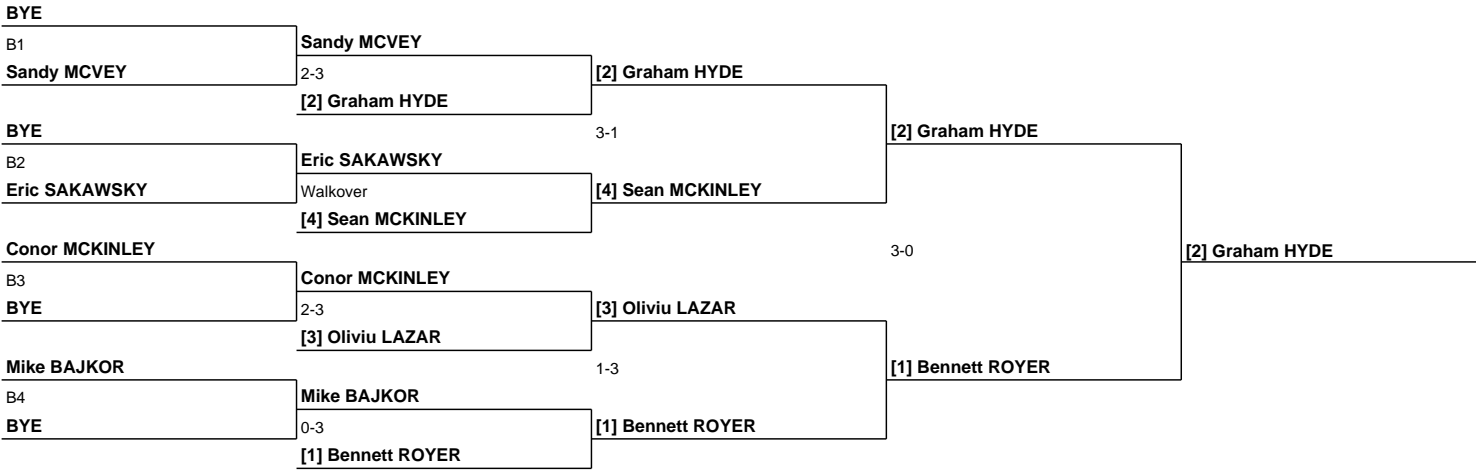 BYE
B1
Sandy MCVEY
Sandy MCVEY
2-3
[2] Graham HYDE
[2] Graham HYDE
BYE
B2
Eric SAKAWSKY
Eric SAKAWSKY
Walkover
[4] Sean MCKINLEY
3-1
[4] Sean MCKINLEY
[2] Graham HYDE
Conor MCKINLEY
B3
BYE
Conor MCKINLEY
2-3
[3] Oliviu LAZAR
[3] Oliviu LAZAR
Mike BAJKOR
B4
BYE
Mike BAJKOR
0-3
[1] Bennett ROYER
1-3
[1] Bennett ROYER
[1] Bennett ROYER
3-0
[2] Graham HYDE